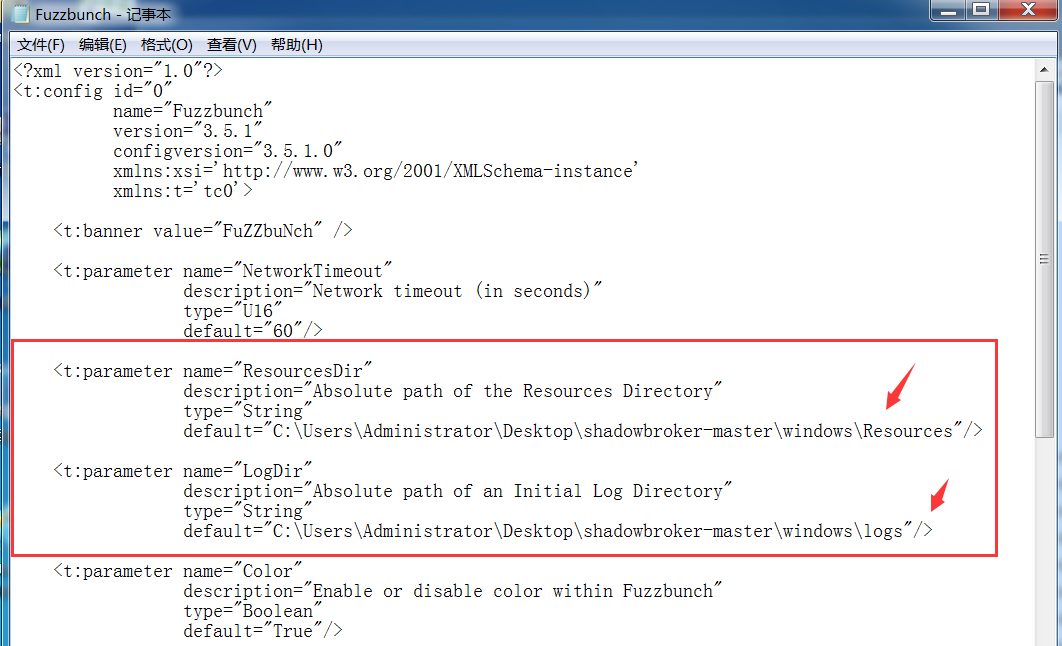 Fuzzbunch - 记事本
文件(F) 编辑(E) 格式(O) 查看(V) 帮助(H)
<?xml version="1.0"?>
<t:config id="0"
name="Fuzzbunch"
version="3.5.1"
configversion="3.5.1.0"
xmlns:xsi='http://www.w3.org/2001/XMLSchema-instance'
xmlns:t='tc0'>
<t:banner value="FuZZbuNch" />
<t:parameter name="NetworkTimeout"
description="Network timeout (in seconds)"
type="U16"
default="60"/>
<t:parameter name="ResourcesDir"
description="Absolute path of the Resources Directory"
type="String"
default="C:\Users\Administrator\Desktop\shadowbroker-master\windows\Resources"/>
<t:parameter name="LogDir"
description="Absolute path of an Initial Log Directory"
type="String"
default="C:\Users\Administrator\Desktop\shadowbroker-master\windows\logs"/>
<t:parameter name="Color"
description="Enable or disable color within Fuzzbunch"
type="Boolean"
default="True"/>